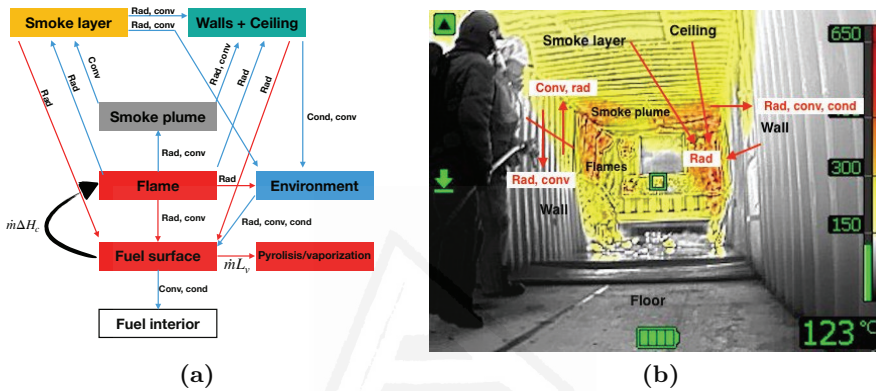 Smoke layer
Rad, conv
Rad, conv
Walls + Ceiling
Rad
Rad
Conv
Rad, conv
Rad
Rad
Cond, conv
Smoke plume
Rad, conv
Flame
Rad
Environment
ṁΔH_c
Rad, conv
Rad, conv, cond
Fuel surface
ṁL_v
Pyrolisis/vaporization
Conv, cond
Fuel interior
(a)
Smoke layer
Ceiling
650
Conv, rad
Smoke plume
Rad, conv, cond
Wall
Flames
Rad
300
Rad, conv
Wall
150
Floor
123 °C
(b)